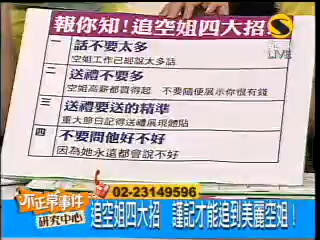 報你知!追空姐四大招
S
LIVE
一 話不要太多
空姐工作已經說太多話
二 送禮不要多
空姐高薪都買得起 不要隨便展示你很有錢
三 送禮要送的精準
重大節日記得送禮展現體貼
四 不要問他好不好
因為她永遠都會說不好
不正常事件
研究中心
02-23149596
追空姐四大招 謹記才能追到美麗空姐!